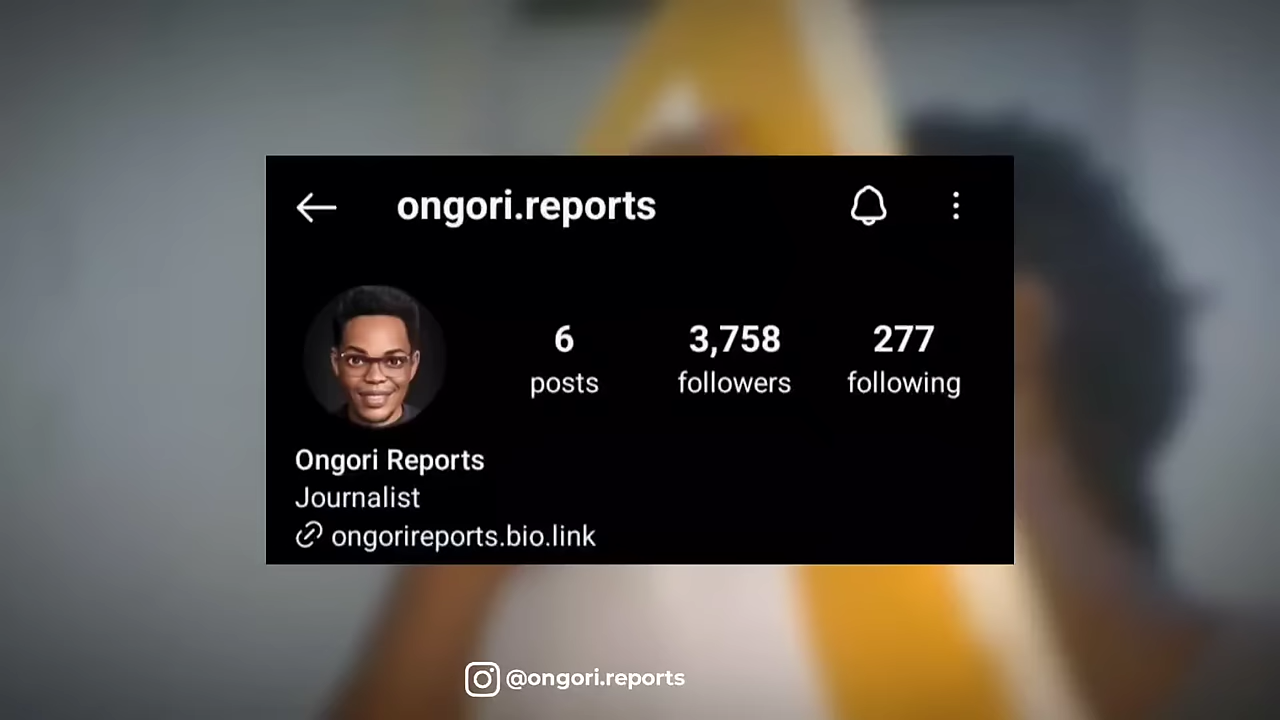 ongori.reports
6 3,758 277
posts followers following
Ongori Reports
Journalist
ongorireports.bio.link
@ongori.reports